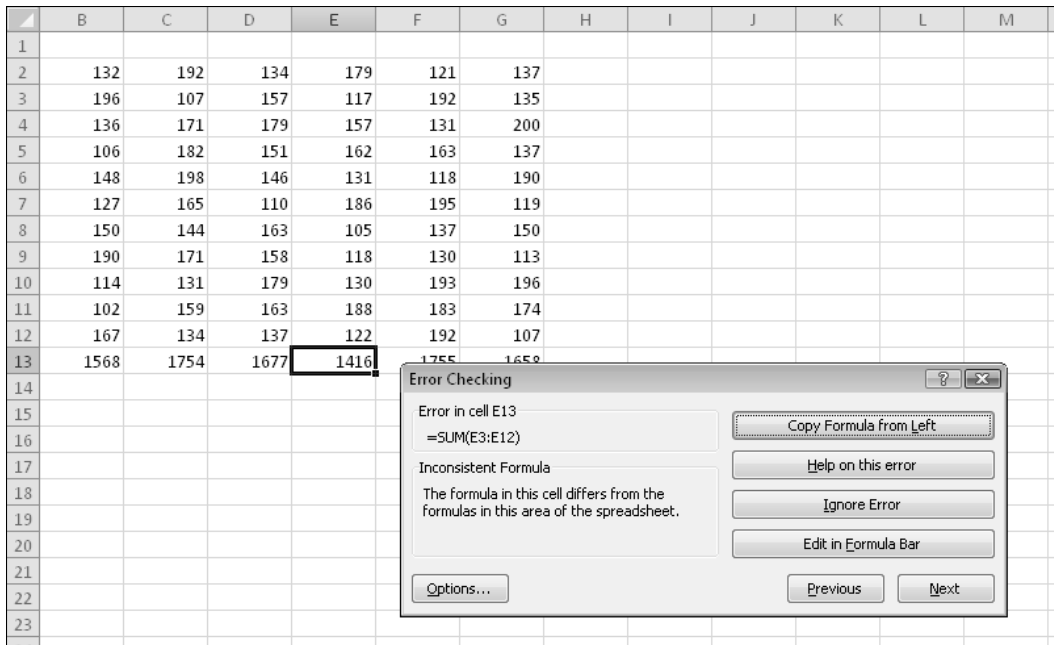 B C D E F G H I J K L M
1
2 132 192 134 179 121 137
3 196 107 157 117 192 135
4 136 171 179 157 131 200
5 106 182 151 162 163 137
6 148 198 146 131 118 190
7 127 165 110 186 195 119
8 150 144 163 105 137 150
9 190 171 158 118 130 113
10 114 131 179 130 193 196
11 102 159 163 188 183 174
12 167 134 137 122 192 107
13 1568 1754 1677 1416 1755 1658
14
15
16
17
18
19
20
21
22
23
Error Checking
Error in cell E13
=SUM(E3:E12)
Inconsistent Formula
The formula in this cell differs from the
formulas in this area of the spreadsheet.
Copy Formula from Left
Help on this error
Ignore Error
Edit in Formula Bar
Options...
Previous
Next